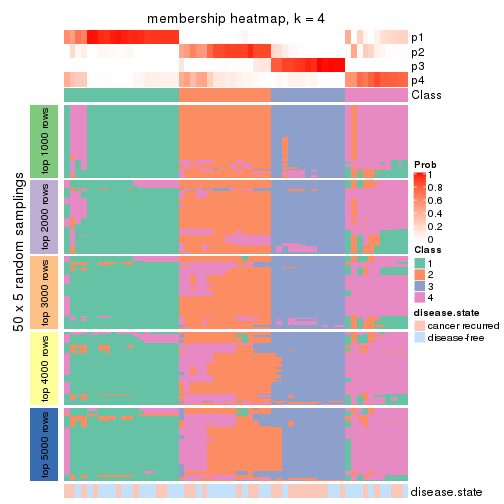 membership heatmap, k = 4
p1
p2
p3
p4
Class
50 x 5 random samplings
top 1000 rows
top 2000 rows
top 3000 rows
top 4000 rows
top 5000 rows
Prob
1
0.8
0.6
0.4
0.2
0
Class
1
2
3
4
disease.state
cancer recurred
disease-free
disease.state